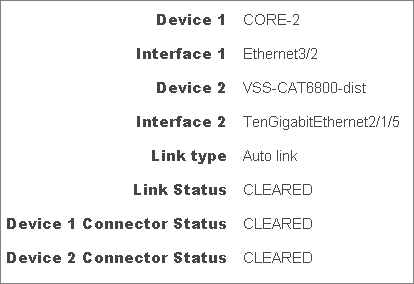 Device 1 CORE-2
Interface 1 Ethernet3/2
Device 2 VSS-CAT6800-dist
Interface 2 TenGigabitEthernet2/1/5
Link type Auto link
Link Status CLEARED
Device 1 Connector Status CLEARED
Device 2 Connector Status CLEARED